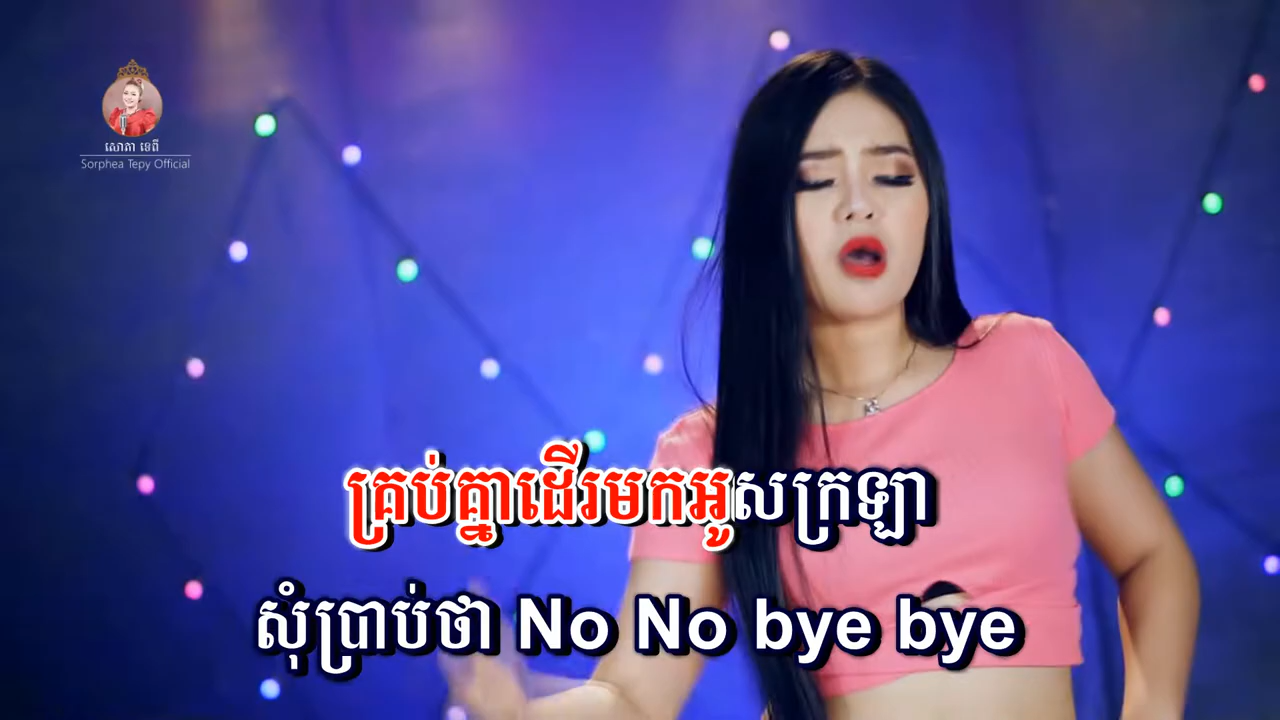 សោភា ទេពី
Sorphea Tepy Official
គ្រប់គ្នាដើរមកអូសក្រឡា
សុំប្រាប់ថា No No bye bye